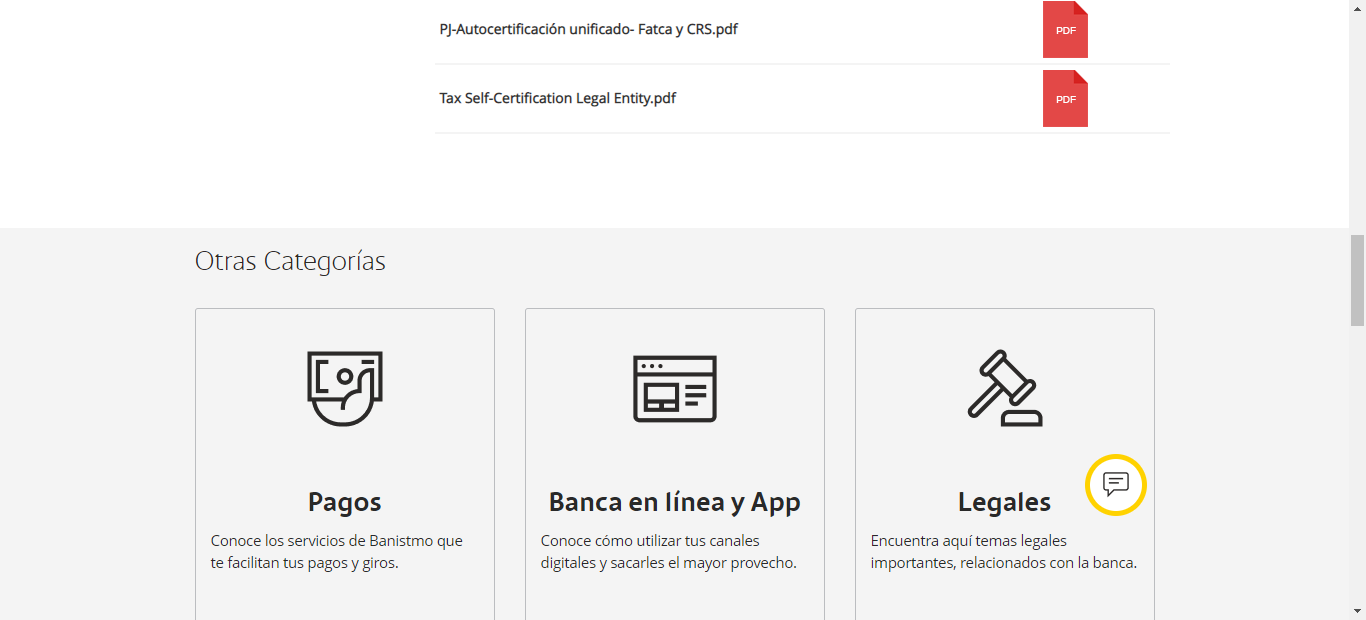 PJ-Autocertificación unificado- Fatca y CRS.pdf
PDF
Tax Self-Certification Legal Entity.pdf
PDF
Otras Categorías
Pagos
Conoce los servicios de Banistmo que
te facilitan tus pagos y giros.
Banca en línea y App
Conoce cómo utilizar tus canales
digitales y sacarles el mayor provecho.
Legales
Encuentra aquí temas legales
importantes, relacionados con la banca.